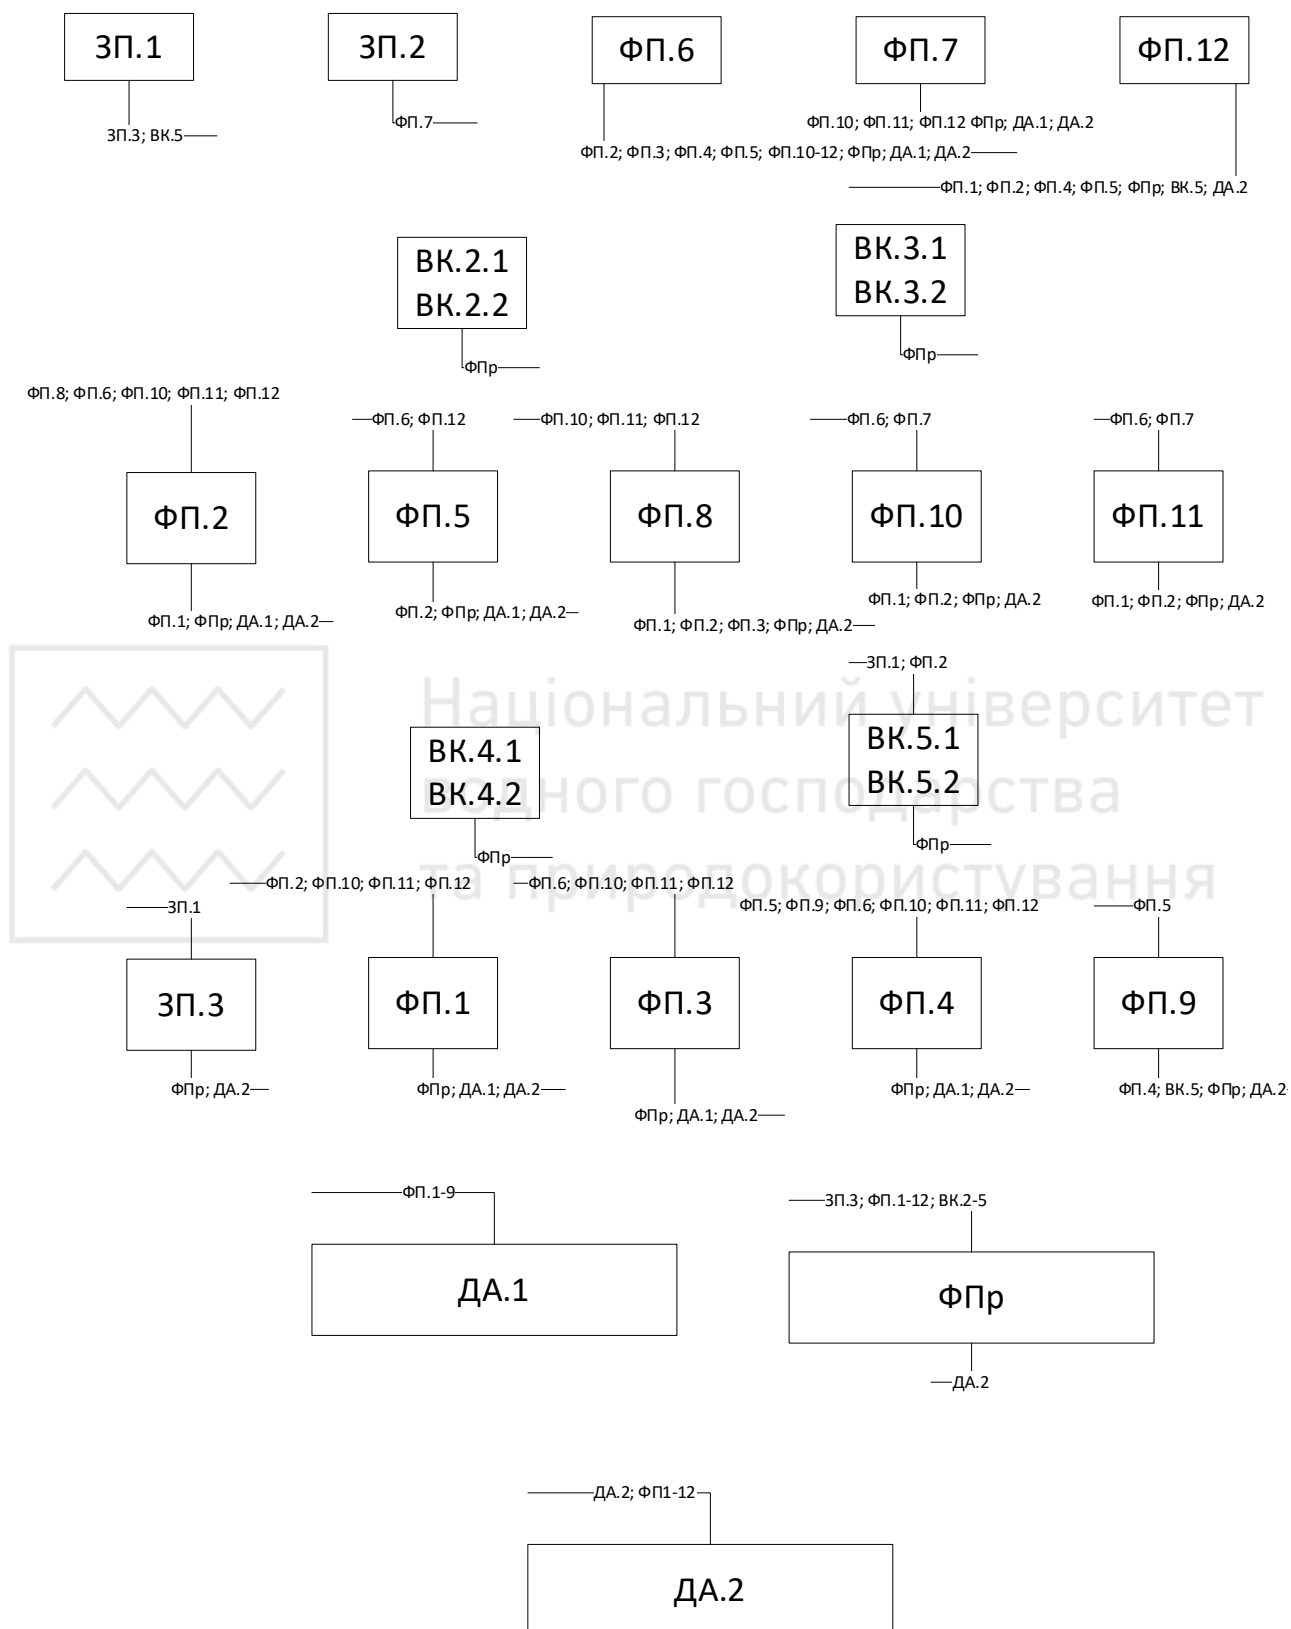 ЗП.1
ЗП.2
ФП.6
ФП.7
ФП.12
ЗП.3; ВК.5
ФП.7
ФП.10; ФП.11; ФП.12 ФПр; ДА.1; ДА.2
ФП.2; ФП.3; ФП.4; ФП.5; ФП.10-12; ФПр; ДА.1; ДА.2
ФП.1; ФП.2; ФП.4; ФП.5; ФПр; ВК.5; ДА.2
ВК.2.1
ВК.2.2
ВК.3.1
ВК.3.2
ФПр
ФПр
ФП.8; ФП.6; ФП.10; ФП.11; ФП.12
ФП.6; ФП.12
ФП.10; ФП.11; ФП.12
ФП.6; ФП.7
ФП.6; ФП.7
ФП.2
ФП.5
ФП.8
ФП.10
ФП.11
ФП.1; ФПр; ДА.1; ДА.2
ФП.2; ФПр; ДА.1; ДА.2
ФП.1; ФП.2; ФП.3; ФПр; ДА.2
ФП.1; ФП.2; ФПр; ДА.2
ФП.1; ФП.2; ФПр; ДА.2
ЗП.1; ФП.2
Національний університет
водного господарства
та природокористування
ВК.4.1
ВК.4.2
ВК.5.1
ВК.5.2
ФПр
ФПр
ЗП.1
ФП.2; ФП.10; ФП.11; ФП.12
ФП.6; ФП.10; ФП.11; ФП.12
ФП.5; ФП.9; ФП.6; ФП.10; ФП.11; ФП.12
ФП.5
ЗП.3
ФП.1
ФП.3
ФП.4
ФП.9
ФПр; ДА.2
ФПр; ДА.1; ДА.2
ФПр; ДА.1; ДА.2
ФПр; ДА.1; ДА.2
ФП.4; ВК.5; ФПр; ДА.2
ФП.1-9
ЗП.3; ФП.1-12; ВК.2-5
ДА.1
ФПр
ДА.2
ДА.2; ФП1-12
ДА.2